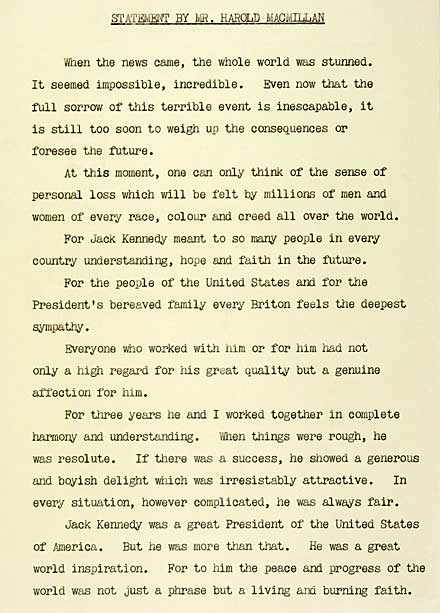 STATEMENT BY MR. HAROLD MACMILLAN
When the news came, the whole world was stunned.
It seemed impossible, incredible. Even now that the
full sorrow of this terrible event is inescapable, it
is still too soon to weigh up the consequences or
foresee the future.
At this moment, one can only think of the sense of
personal loss which will be felt by millions of men and
women of every race, colour and creed all over the world.
For Jack Kennedy meant to so many people in every
country understanding, hope and faith in the future.
For the people of the United States and for the
President's bereaved family every Briton feels the deepest
sympathy.
Everyone who worked with him or for him had not
only a high regard for his great quality but a genuine
affection for him.
For three years he and I worked together in complete
harmony and understanding. When things were rough, he
was resolute. If there was a success, he showed a generous
and boyish delight which was irresistably attractive. In
every situation, however complicated, he was always fair.
Jack Kennedy was a great President of the United States
of America. But he was more than that. He was a great
world inspiration. For to him the peace and progress of the
world was not just a phrase but a living and burning faith.